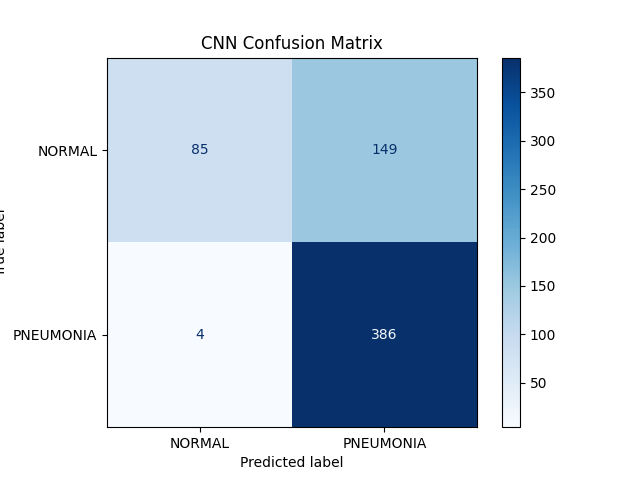 CNN Confusion Matrix
NORMAL 85 149
PNEUMONIA 4 386
NORMAL PNEUMONIA
Predicted label
350
300
250
200
150
100
50
label